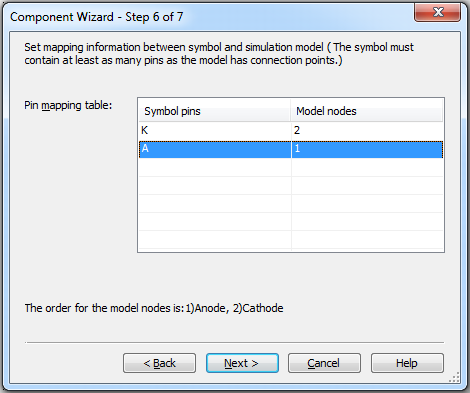 Component Wizard - Step 6 of 7
Set mapping information between symbol and simulation model ( The symbol must
contain at least as many pins as the model has connection points.)
Pin mapping table:
Symbol pins Model nodes
K 2
A 1
The order for the model nodes is:1)Anode, 2)Cathode
< Back Next > Cancel Help